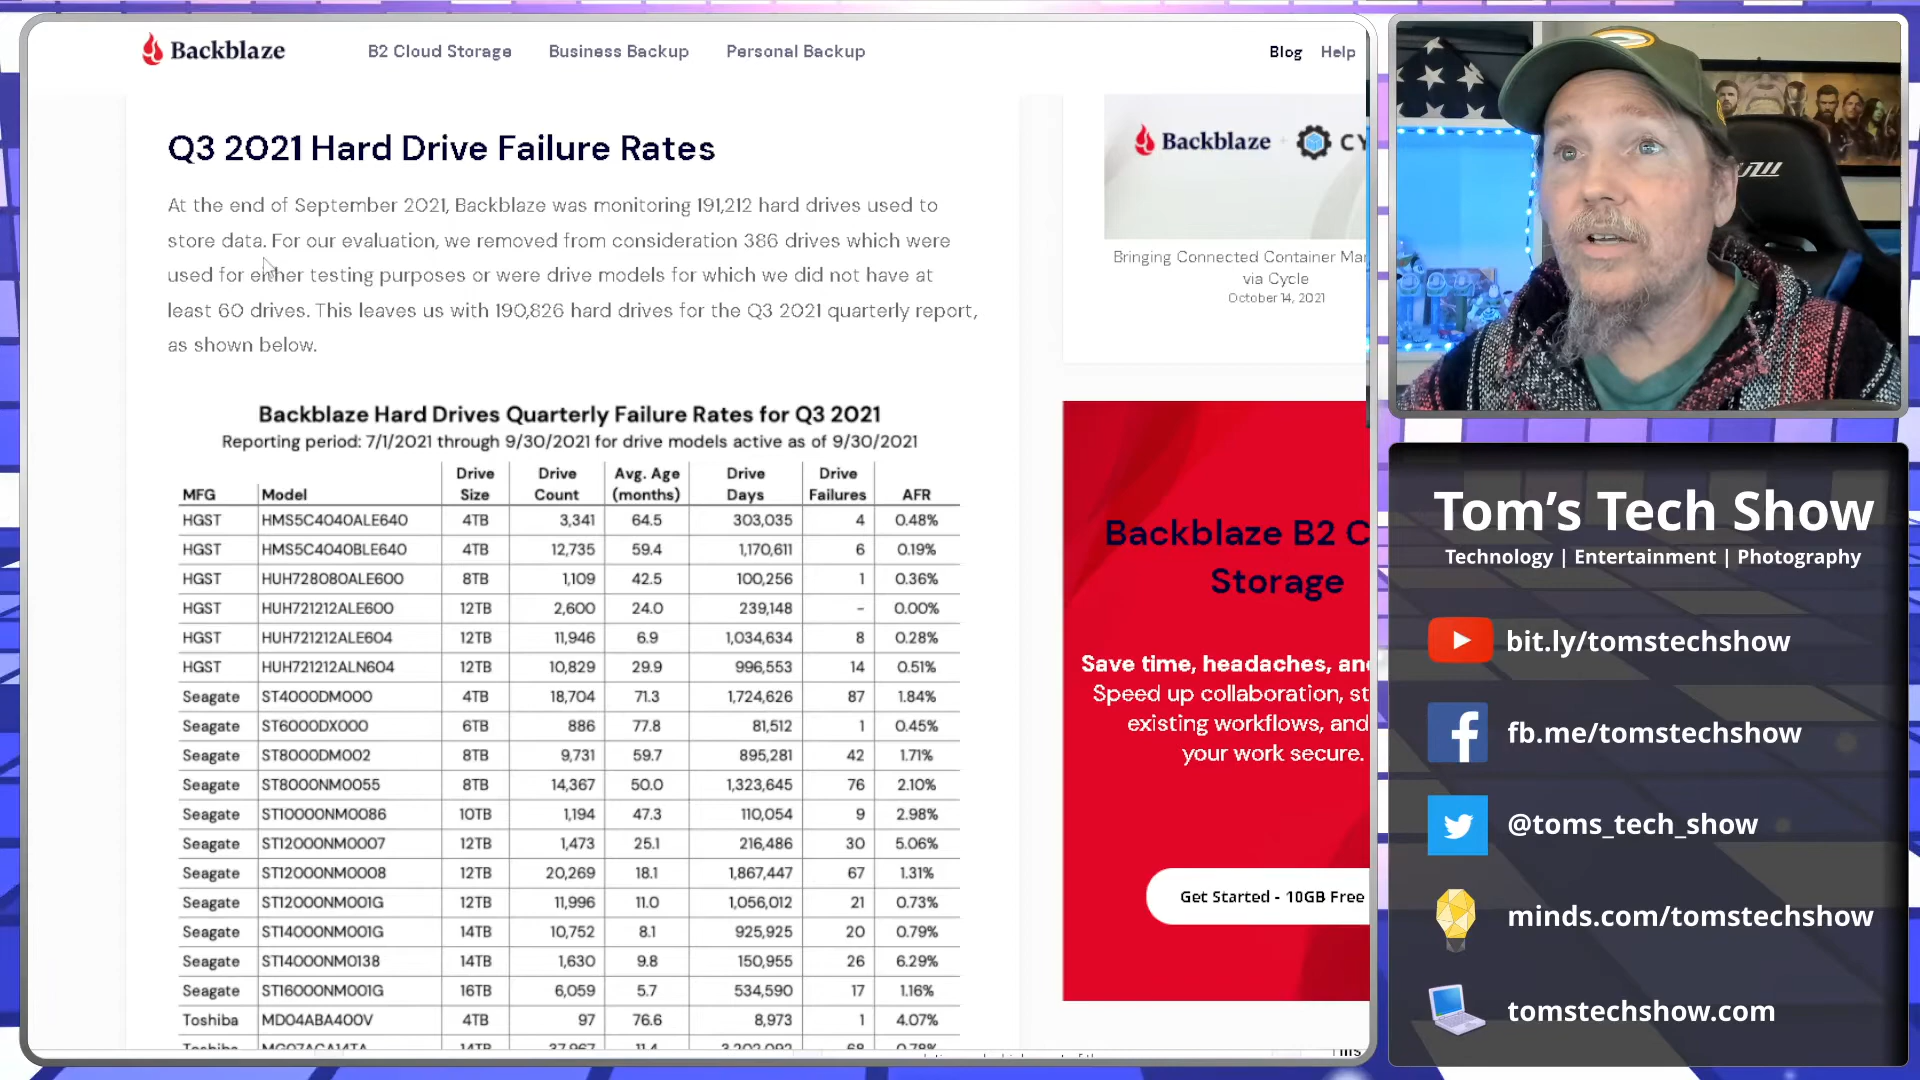 Backblaze B2 Cloud Storage Business Backup Personal Backup Blog Help
Q3 2021 Hard Drive Failure Rates
At the end of September 2021, Backblaze was monitoring 191,212 hard drives used to
store data. For our evaluation, we removed from consideration 386 drives which were
used for either testing purposes or were drive models for which we did not have at
least 60 drives. This leaves us with 190,826 hard drives for the Q3 2021 quarterly report,
as shown below.
Backblaze Hard Drives Quarterly Failure Rates for Q3 2021
Reporting period: 7/1/2021 through 9/30/2021 for drive models active as of 9/30/2021
MFG Model Drive Size Drive Count Avg. Age (months) Drive Days Drive Failures AFR
HGST HMS5C4040ALE640 4TB 3,341 64.5 303,035 4 0.48%
HGST HMS5C4040BLE640 4TB 12,735 59.4 1,170,611 6 0.19%
HGST HUH728080ALE600 8TB 1,109 42.5 100,256 1 0.36%
HGST HUH721212ALE600 12TB 2,600 24.0 239,148 - 0.00%
HGST HUH721212ALE604 12TB 11,946 6.9 1,034,634 8 0.28%
HGST HUH721212ALN604 12TB 10,829 29.9 996,553 14 0.51%
Seagate ST4000DM000 4TB 18,704 71.3 1,724,626 87 1.84%
Seagate ST6000DX000 6TB 886 77.8 81,512 1 0.45%
Seagate ST8000DM002 8TB 9,731 59.7 895,281 42 1.71%
Seagate ST8000NM0055 8TB 14,367 50.0 1,323,645 76 2.10%
Seagate ST10000NM0086 10TB 1,194 47.3 110,054 9 2.98%
Seagate ST12000NM0007 12TB 1,473 25.1 216,486 30 5.06%
Seagate ST12000NM0008 12TB 20,269 18.1 1,867,447 67 1.31%
Seagate ST12000NM001G 12TB 11,996 11.0 1,056,012 21 0.73%
Seagate ST14000NM001G 14TB 10,752 8.1 925,925 20 0.79%
Seagate ST14000NM0138 14TB 1,630 9.8 150,955 26 6.29%
Seagate ST16000NM001G 16TB 6,059 5.7 534,590 17 1.16%
Toshiba MD04ABA400V 4TB 97 76.6 8,973 1 4.07%
Toshiba MG07ACA14TA 14TB 37,967 11.4 3,202,092 68 0.78%
Backblaze + CY
Bringing Connected Container Ma
via Cycle
October 14, 2021
Backblaze B2 C
Storage
Save time, headaches, and
Speed up collaboration, st
existing workflows, and
your work secure.
Get Started - 10GB Free
Tom's Tech Show
Technology | Entertainment | Photography
bit.ly/tomstechshow
fb.me/tomstechshow
@toms_tech_show
minds.com/tomstechshow
tomstechshow.com